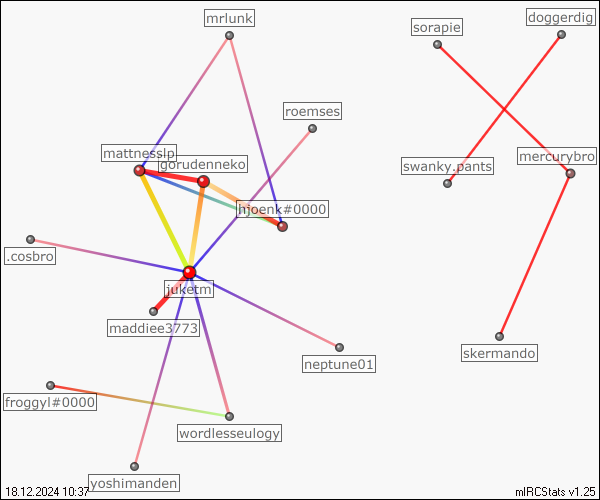 mrlunk
doggerdig
sorapie
roemses
mattnesslp
gorudenneko
mercurybro
swanky.pants
hjoenk#0000
.cosbro
juketm
maddiee3773
skermando
neptune01
froggyl#0000
wordlesseulogy
yoshimanden
18.12.2024 10:37
mIRCStats v1.25